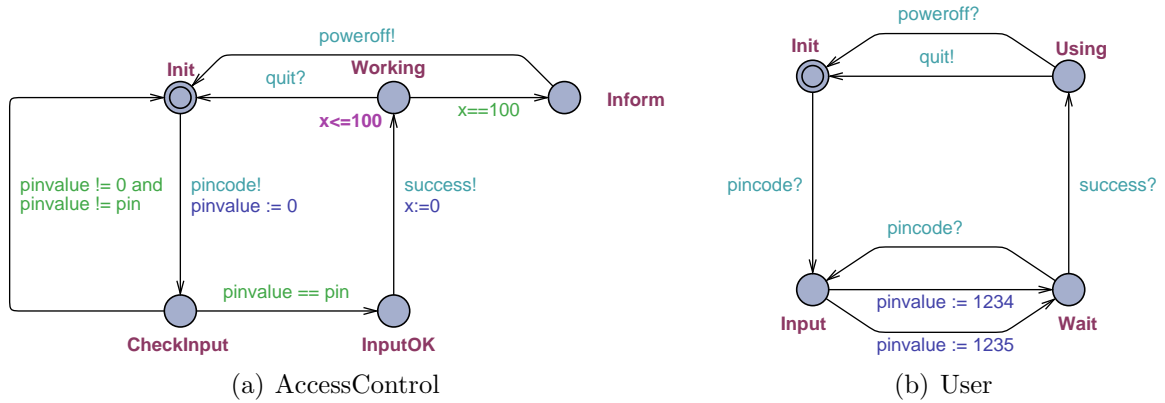 poweroff!
Init
Working
quit?
Inform
x<=100
x==100
pinvalue != 0 and
pinvalue != pin
pincode!
pinvalue := 0
success!
x:=0
pinvalue == pin
CheckInput
InputOK
(a) AccessControl
poweroff?
Init
Using
quit!
pincode?
success?
pincode?
pinvalue := 1234
Input
Wait
pinvalue := 1235
(b) User